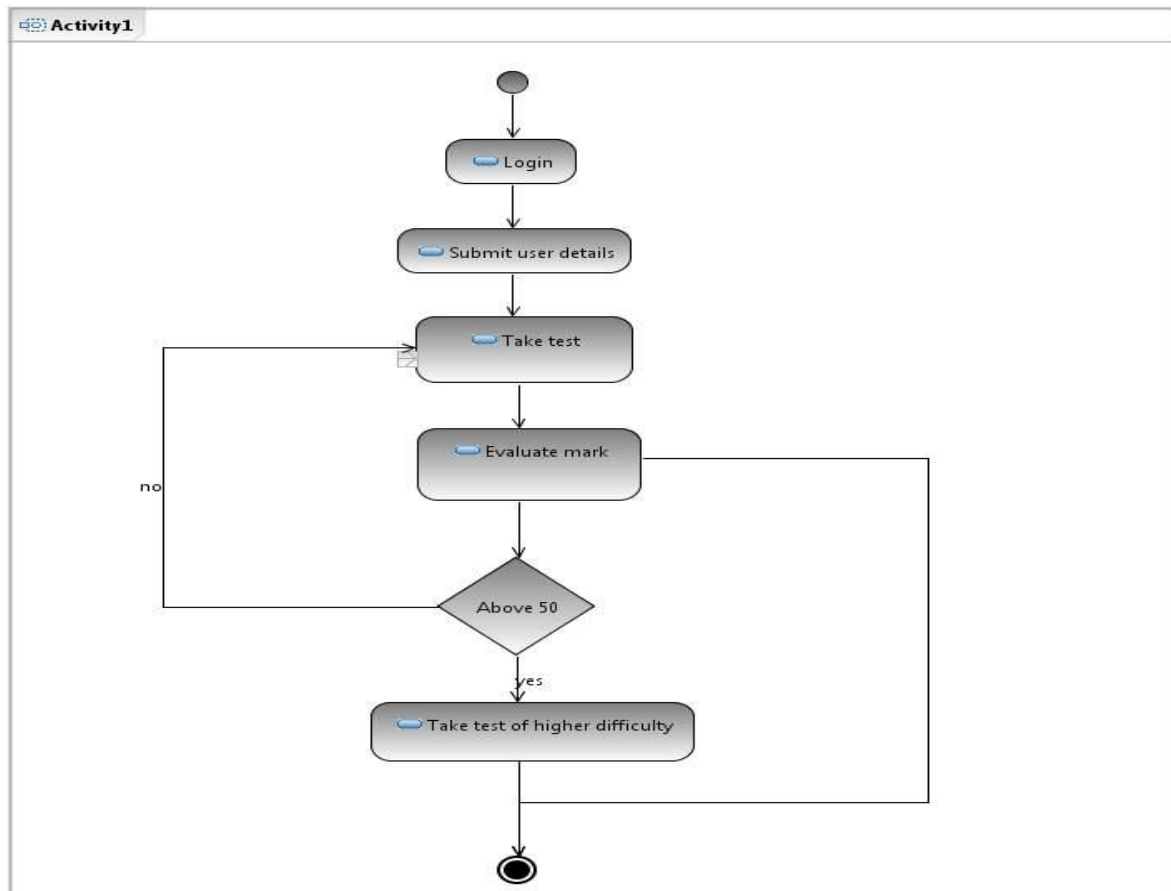 Activity1
Login
Submit user details
Take test
Evaluate mark
no
Above 50
yes
Take test of higher difficulty